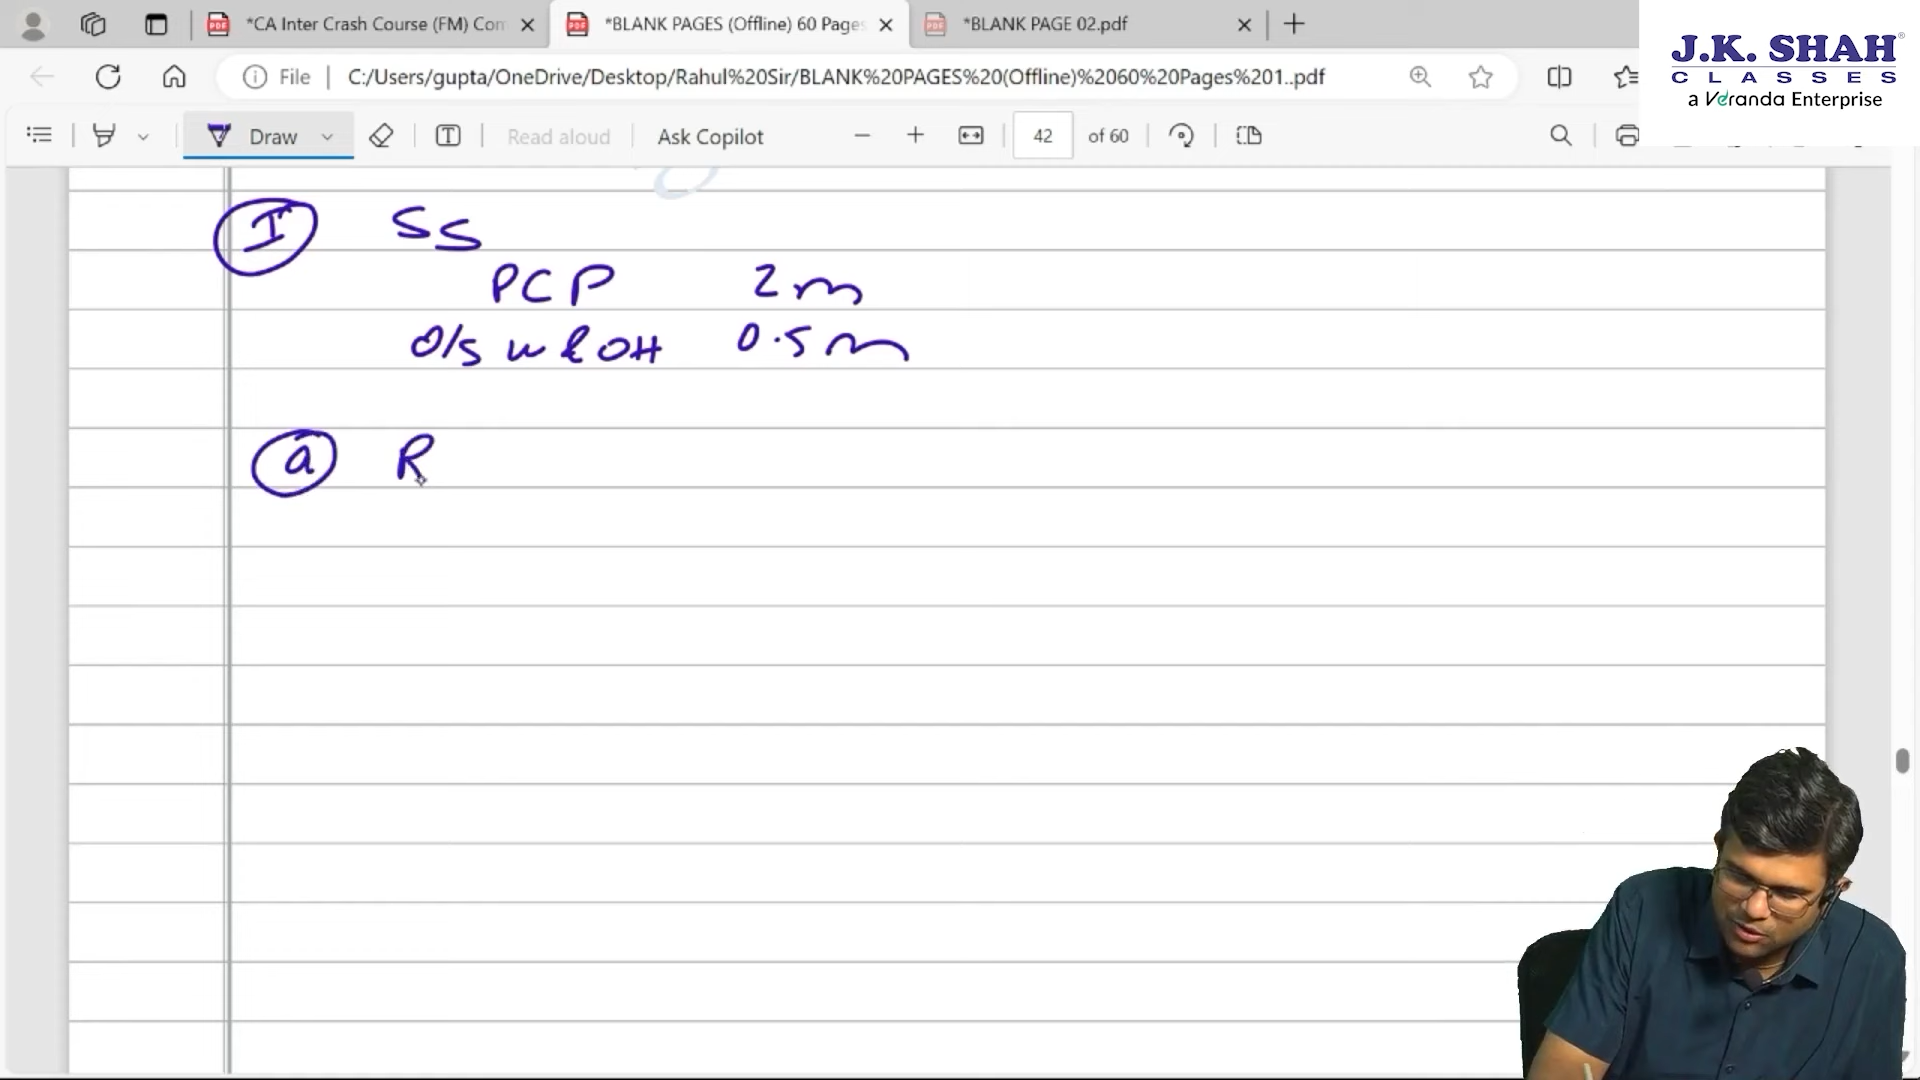 *CA Inter Crash Course (FM) Con
*BLANK PAGES (Offline) 60 Pages
*BLANK PAGE 02.pdf
File
C:/Users/gupta/OneDrive/Desktop/Rahul%20Sir/BLANK%20PAGES%20(Offline)%2060%20Pages%201..pdf
J.K. SHAH®
CLASSES
a Veranda Enterprise
Draw
Read aloud
Ask Copilot
42 of 60
I SS
PCP 2m
O/S W & OH 0.5m
a R